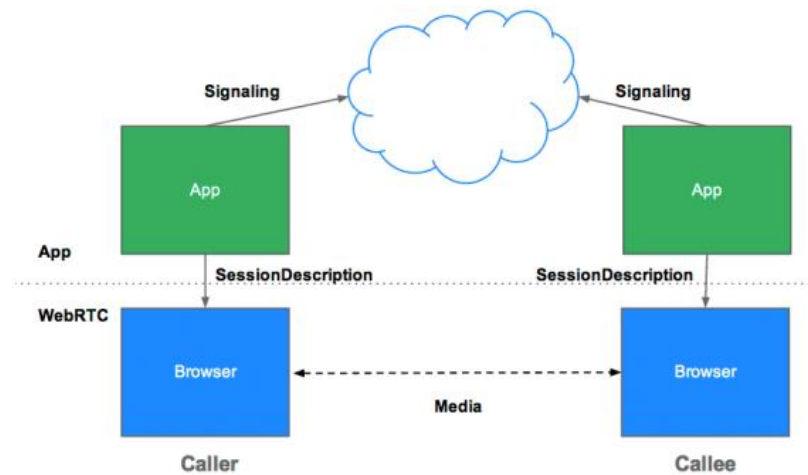 Signaling
Signaling
App
App
App
SessionDescription
SessionDescription
WebRTC
Browser
Browser
Media
Caller
Callee